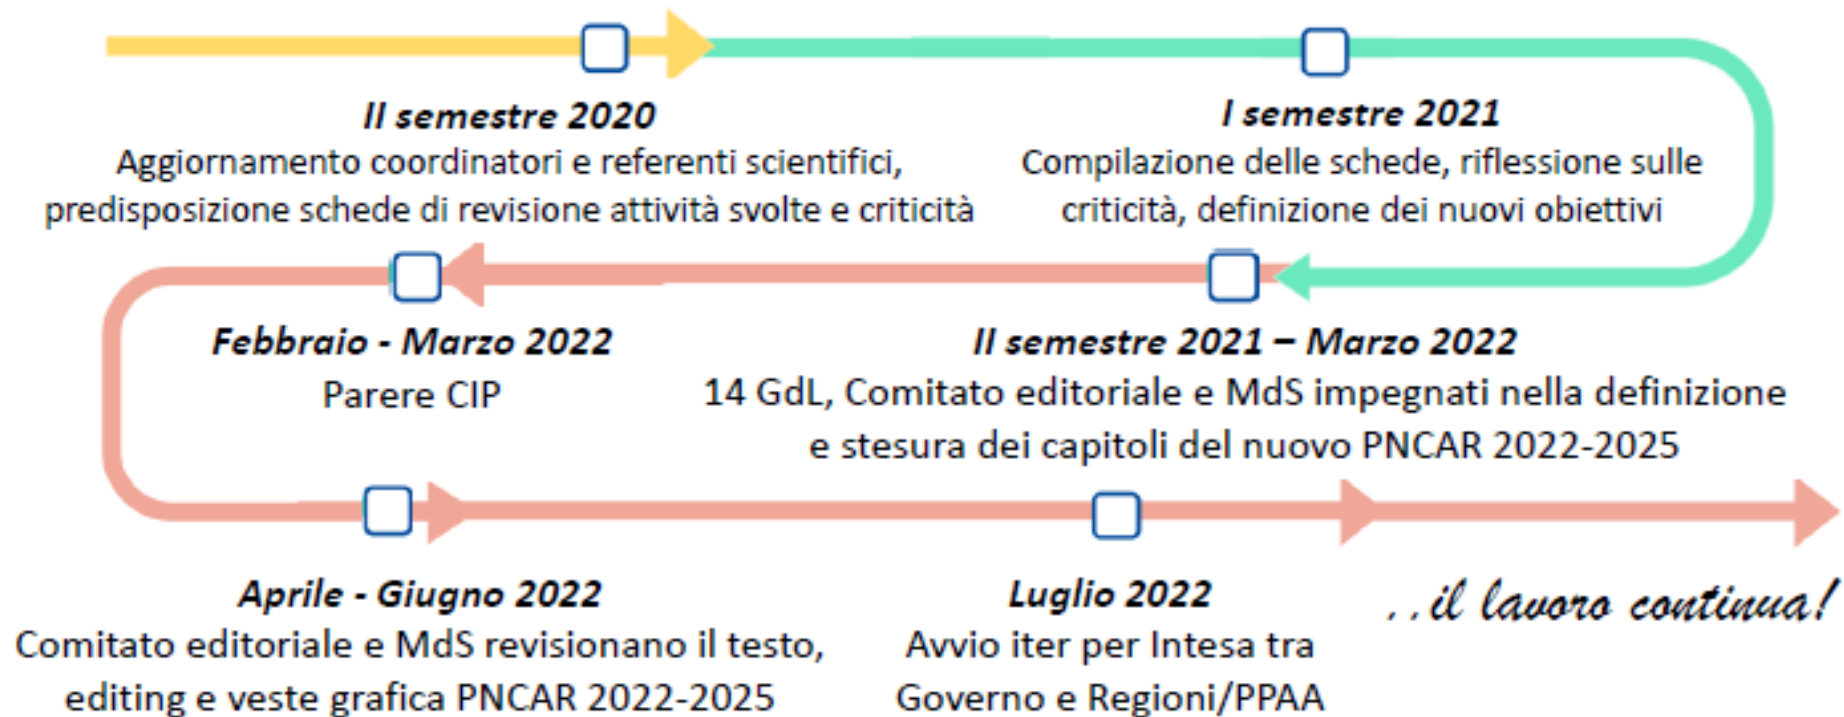 II semestre 2020
Aggiornamento coordinatori e referenti scientifici,
predisposizione schede di revisione attività svolte e criticità
I semestre 2021
Compilazione delle schede, riflessione sulle
criticità, definizione dei nuovi obiettivi
II semestre 2021 – Marzo 2022
14 GdL, Comitato editoriale e MdS impegnati nella definizione
e stesura dei capitoli del nuovo PNCAR 2022-2025
Febbraio - Marzo 2022
Parere CIP
Aprile - Giugno 2022
Comitato editoriale e MdS revisionano il testo,
editing e veste grafica PNCAR 2022-2025
Luglio 2022
Avvio iter per Intesa tra
Governo e Regioni/PPAA
..il lavoro continua!